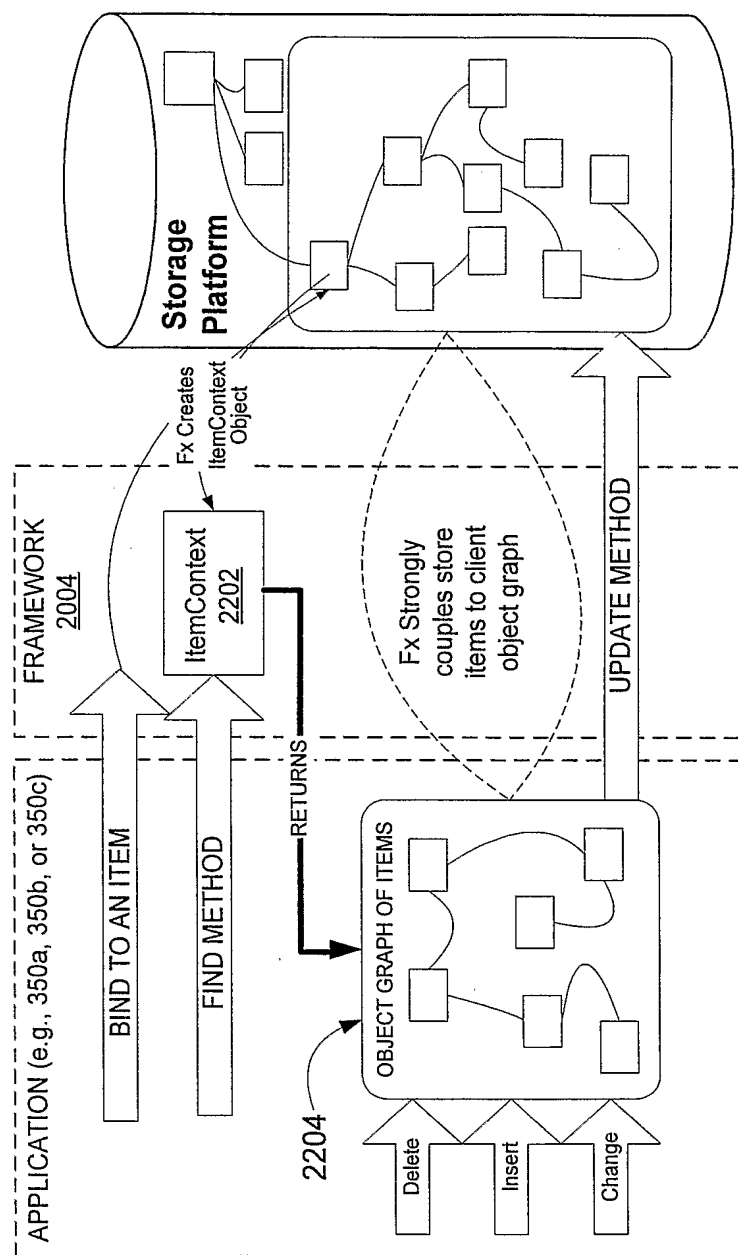 APPLICATION (e.g., 350a, 350b, or 350c)
FRAMEWORK
2004
BIND TO AN ITEM
FIND METHOD
ItemContext
2202
Fx Creates
ItemContext
Object
Storage
Platform
RETURNS
2204
OBJECT GRAPH OF ITEMS
Fx Strongly
couples store
items to client
object graph
Delete
Insert
Change
UPDATE METHOD